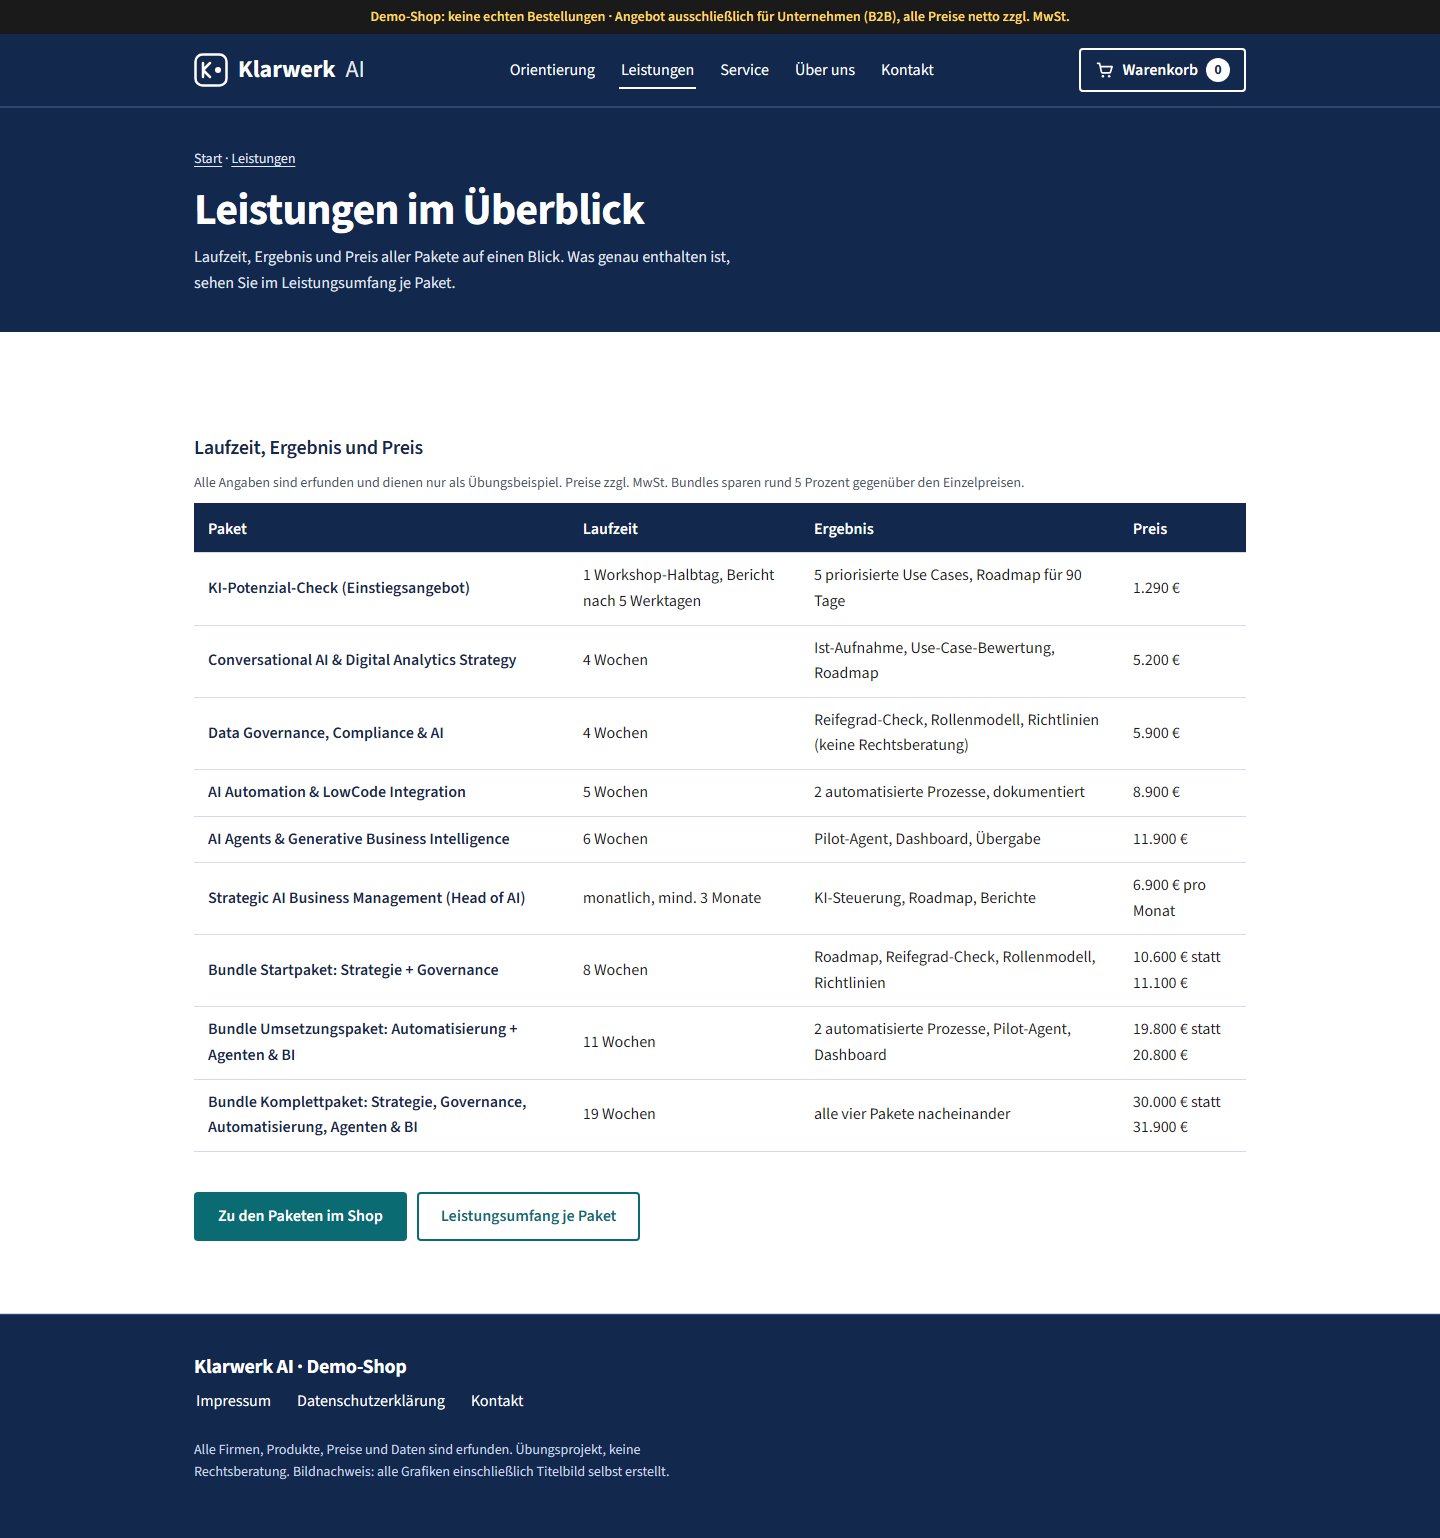 Demo-Shop: keine echten Bestellungen · Angebot ausschließlich für Unternehmen (B2B), alle Preise netto zzgl. MwSt.
K Klarwerk AI
Orientierung Leistungen Service Über uns Kontakt
Warenkorb 0
Start · Leistungen
Leistungen im Überblick
Laufzeit, Ergebnis und Preis aller Pakete auf einen Blick. Was genau enthalten ist,
sehen Sie im Leistungsumfang je Paket.
Laufzeit, Ergebnis und Preis
Alle Angaben sind erfunden und dienen nur als Übungsbeispiel. Preise zzgl. MwSt. Bundles sparen rund 5 Prozent gegenüber den Einzelpreisen.
Paket Laufzeit Ergebnis Preis
KI-Potenzial-Check (Einstiegsangebot)
1 Workshop-Halbtag, Bericht
nach 5 Werktagen
5 priorisierte Use Cases, Roadmap für 90
Tage
1.290 €
Conversational AI & Digital Analytics Strategy
4 Wochen
Ist-Aufnahme, Use-Case-Bewertung,
Roadmap
5.200 €
Data Governance, Compliance & AI
4 Wochen
Reifegrad-Check, Rollenmodell, Richtlinien
(keine Rechtsberatung)
5.900 €
AI Automation & LowCode Integration
5 Wochen
2 automatisierte Prozesse, dokumentiert
8.900 €
AI Agents & Generative Business Intelligence
6 Wochen
Pilot-Agent, Dashboard, Übergabe
11.900 €
Strategic AI Business Management (Head of AI)
monatlich, mind. 3 Monate
KI-Steuerung, Roadmap, Berichte
6.900 € pro
Monat
Bundle Startpaket: Strategie + Governance
8 Wochen
Roadmap, Reifegrad-Check, Rollenmodell,
Richtlinien
10.600 € statt
11.100 €
Bundle Umsetzungspaket: Automatisierung +
Agenten & BI
11 Wochen
2 automatisierte Prozesse, Pilot-Agent,
Dashboard
19.800 € statt
20.800 €
Bundle Komplettpaket: Strategie, Governance,
Automatisierung, Agenten & BI
19 Wochen
alle vier Pakete nacheinander
30.000 € statt
31.900 €
Zu den Paketen im Shop
Leistungsumfang je Paket
Klarwerk AI · Demo-Shop
Impressum Datenschutzerklärung Kontakt
Alle Firmen, Produkte, Preise und Daten sind erfunden. Übungsprojekt, keine
Rechtsberatung. Bildnachweis: alle Grafiken einschließlich Titelbild selbst erstellt.